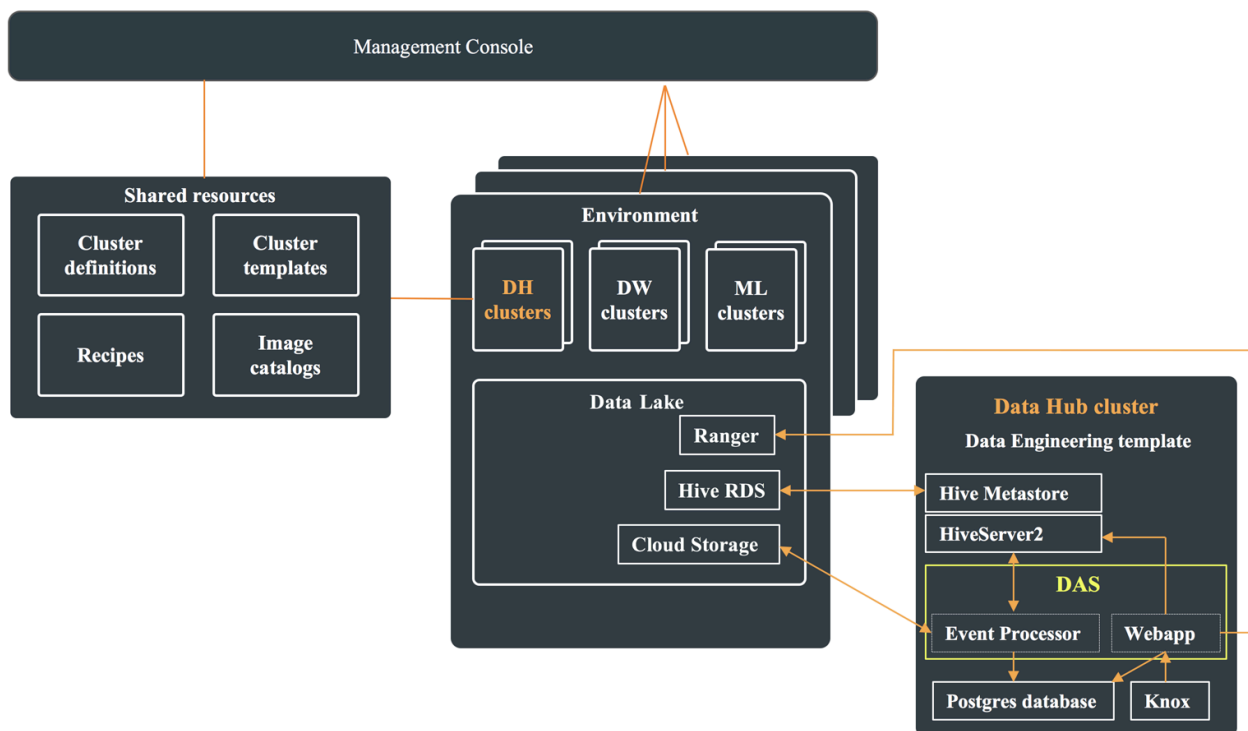 Management Console
Shared resources
Cluster
definitions
Cluster
templates
Recipes
Image
catalogs
Environment
DH
clusters
DW
clusters
ML
clusters
Data Lake
Ranger
Hive RDS
Cloud Storage
Data Hub cluster
Data Engineering template
Hive Metastore
HiveServer2
DAS
Event Processor
Webapp
Postgres database
Knox